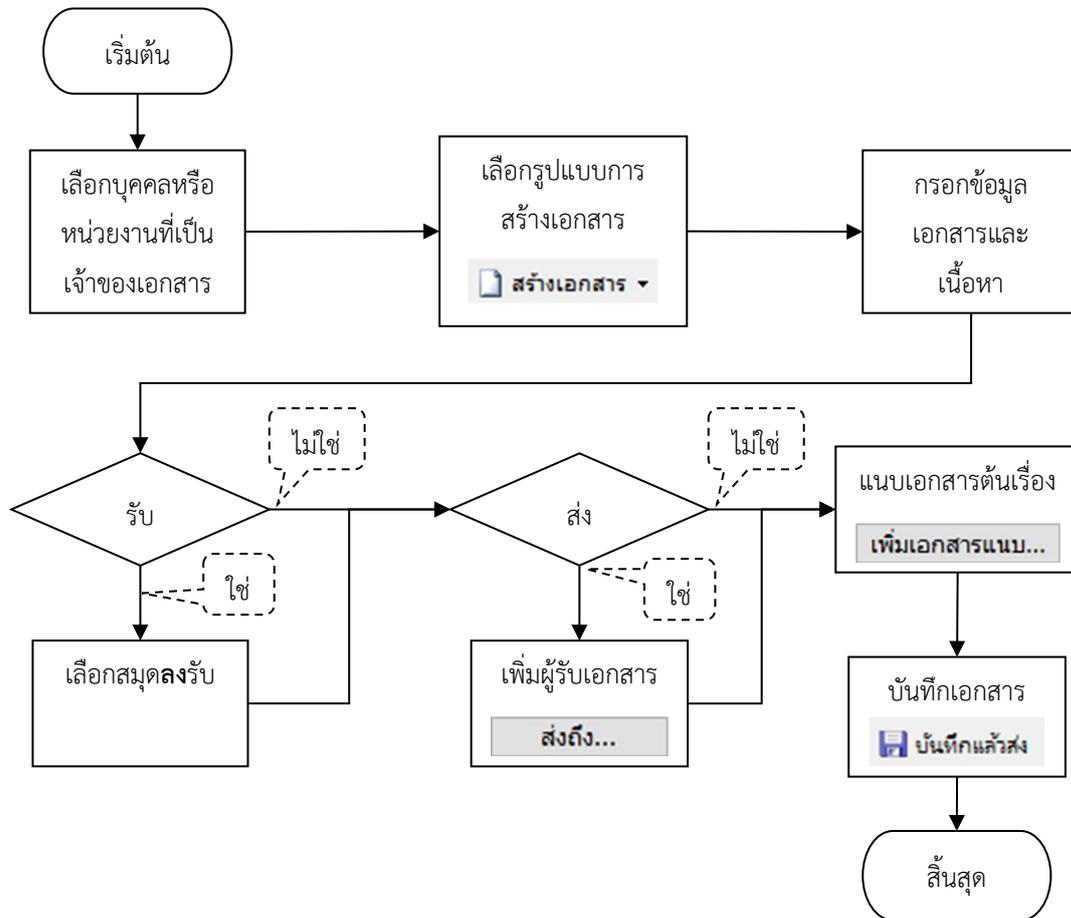 เริ่มต้น
เลือกบุคคลหรือ
หน่วยงานที่เป็น
เจ้าของเอกสาร
เลือกรูปแบบการ
สร้างเอกสาร
สร้างเอกสาร
กรอกข้อมูล
เอกสารและ
เนื้อหา
รับ
ไม่ใช่
ใช่
เลือกสมุดลงรับ
ส่ง
ไม่ใช่
ใช่
เพิ่มผู้รับเอกสาร
ส่งถึง...
แนบเอกสารต้นเรื่อง
เพิ่มเอกสารแนบ...
บันทึกเอกสาร
บันทึกแล้วส่ง
สิ้นสุด